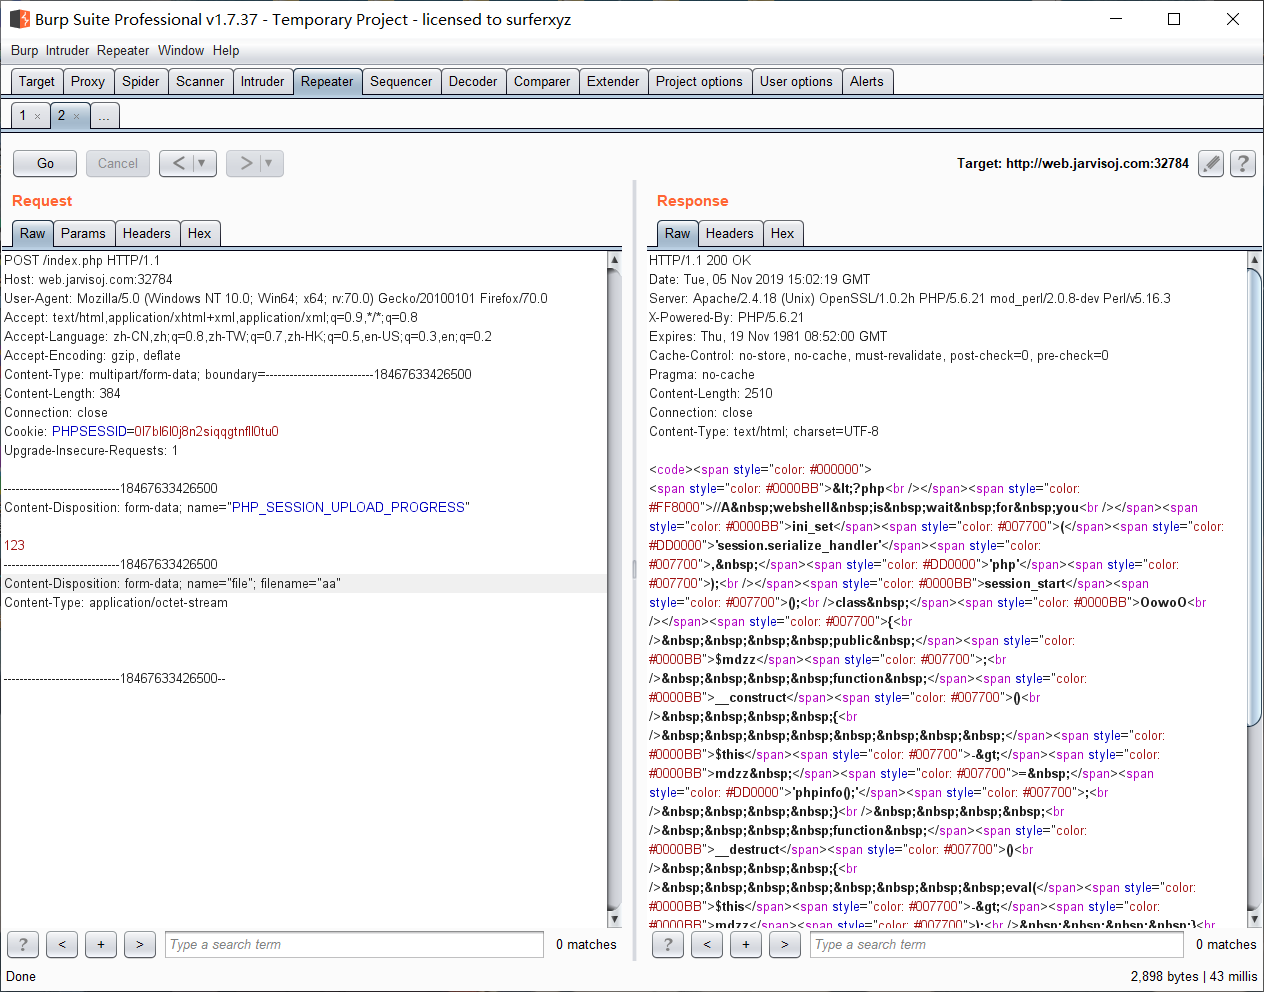 Burp Suite Professional v1.7.37 - Temporary Project - licensed to surferxyz
Burp Intruder Repeater Window Help
Target Proxy Spider Scanner Intruder Repeater Sequencer Decoder Comparer Extender Project options User options Alerts
1 × 2 × ...
Go Cancel < ▼ > ▼ Target: http://web.jarvisoj.com:32784 ?
Request
Raw Params Headers Hex
POST /index.php HTTP/1.1
Host: web.jarvisoj.com:32784
User-Agent: Mozilla/5.0 (Windows NT 10.0; Win64; x64; rv:70.0) Gecko/20100101 Firefox/70.0
Accept: text/html,application/xhtml+xml,application/xml;q=0.9,*/*;q=0.8
Accept-Language: zh-CN,zh;q=0.8,zh-TW;q=0.7,zh-HK;q=0.5,en-US;q=0.3,en;q=0.2
Accept-Encoding: gzip, deflate
Content-Type: multipart/form-data; boundary=---------------------------18467633426500
Content-Length: 384
Connection: close
Cookie: PHPSESSID=0l7bl6l0j8n2siqqgtnfll0tu0
Upgrade-Insecure-Requests: 1
-----------------------------18467633426500
Content-Disposition: form-data; name="PHP_SESSION_UPLOAD_PROGRESS"
123
-----------------------------18467633426500
Content-Disposition: form-data; name="file"; filename="aa"
Content-Type: application/octet-stream
-----------------------------18467633426500--
? < + > Type a search term 0 matches
Response
Raw Headers Hex
HTTP/1.1 200 OK
Date: Tue, 05 Nov 2019 15:02:19 GMT
Server: Apache/2.4.18 (Unix) OpenSSL/1.0.2h PHP/5.6.21 mod_perl/2.0.8-dev Perl/v5.16.3
X-Powered-By: PHP/5.6.21
Expires: Thu, 19 Nov 1981 08:52:00 GMT
Cache-Control: no-store, no-cache, must-revalidate, post-check=0, pre-check=0
Pragma: no-cache
Content-Length: 2510
Connection: close
Content-Type: text/html; charset=UTF-8
<code><span style="color: #000000">
<span style="color: #0000BB">&lt;?php<br /></span><span style="color:
#FF8000">//A&nbsp;webshell&nbsp;is&nbsp;wait&nbsp;for&nbsp;you<br /></span><span
style="color: #0000BB">ini_set</span><span style="color: #007700">(</span><span style="color:
#DD0000">'session.serialize_handler'</span><span style="color:
#007700">,&nbsp;</span><span style="color: #DD0000">'php'</span><span style="color:
#007700">);<br /></span><span style="color: #0000BB">session_start</span><span
style="color: #007700">();<br />class&nbsp;</span><span style="color: #0000BB">OowoO<br
/></span><span style="color: #007700">{<br
/>&nbsp;&nbsp;&nbsp;&nbsp;public&nbsp;</span><span style="color:
#0000BB">$mdzz</span><span style="color: #007700">;<br
/>&nbsp;&nbsp;&nbsp;&nbsp;function&nbsp;</span><span style="color:
#0000BB">__construct</span><span style="color: #007700">()<br
/>&nbsp;&nbsp;&nbsp;&nbsp;{<br
/>&nbsp;&nbsp;&nbsp;&nbsp;&nbsp;&nbsp;&nbsp;&nbsp;</span><span style="color:
#0000BB">$this</span><span style="color: #007700">-&gt;</span><span style="color:
#0000BB">mdzz&nbsp;</span><span style="color: #007700">=&nbsp;</span><span
style="color: #DD0000">'phpinfo();'</span><span style="color: #007700">;<br
/>&nbsp;&nbsp;&nbsp;&nbsp;}<br />&nbsp;&nbsp;&nbsp;&nbsp;<br
/>&nbsp;&nbsp;&nbsp;&nbsp;function&nbsp;</span><span style="color:
#0000BB">__destruct</span><span style="color: #007700">()<br
/>&nbsp;&nbsp;&nbsp;&nbsp;{<br
/>&nbsp;&nbsp;&nbsp;&nbsp;&nbsp;&nbsp;&nbsp;&nbsp;eval(</span><span style="color:
#0000BB">$this</span><span style="color: #007700">-&gt;</span><span style="color:
#0000BB">mdzz</span><span style="color: #007700">);<br />&nbsp;&nbsp;&nbsp;&nbsp;}<br
? < + > Type a search term 0 matches
Done 2,898 bytes | 43 millis